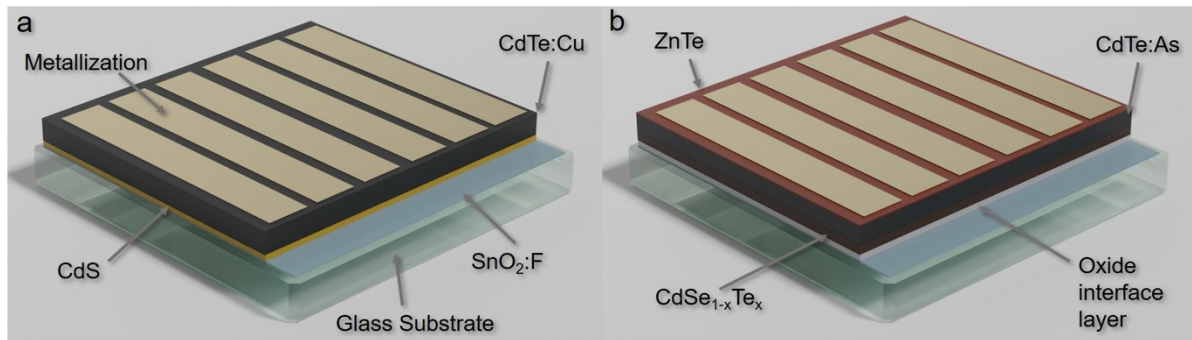 a
Metallization
CdTe:Cu
CdS
SnO₂:F
Glass Substrate
b
ZnTe
CdTe:As
CdSe₁₋ₓTeₓ
Oxide
interface
layer